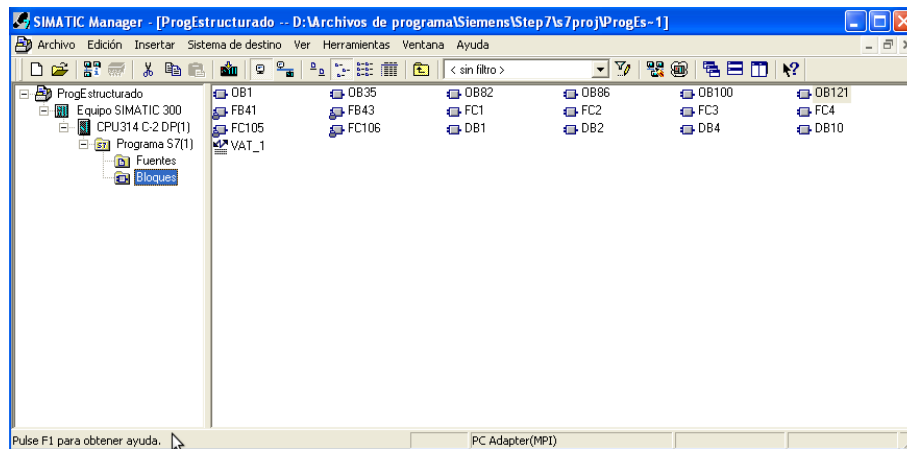 SIMATIC Manager - [ProgEstructurado -- D:\Archivos de programa\Siemens\Step7\s7proj\ProgEs~1]
Archivo Edición Insertar Sistema de destino Ver Herramientas Ventana Ayuda
< sin filtro >
ProgEstructurado
Equipo SIMATIC 300
CPU314 C-2 DP(1)
Programa S7(1)
Fuentes
Bloques
OB1 OB35 OB82 OB86 OB100 OB121
FB41 FB43 FC1 FC2 FC3 FC4
FC105 FC106 DB1 DB2 DB4 DB10
VAT_1
Pulse F1 para obtener ayuda. PC Adapter(MPI)